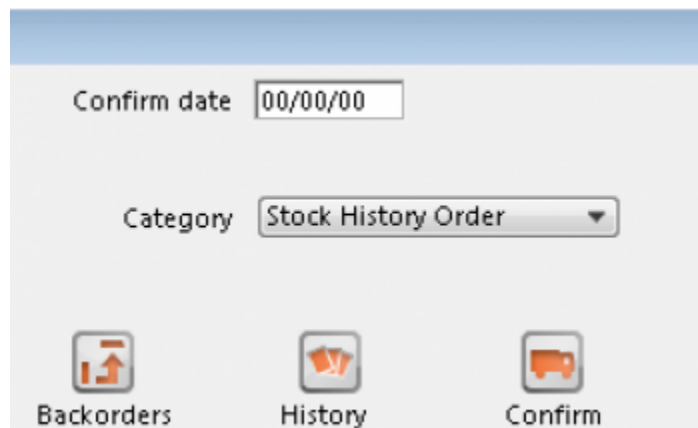 Confirm date 00/00/00
Category Stock History Order
Backorders History Confirm